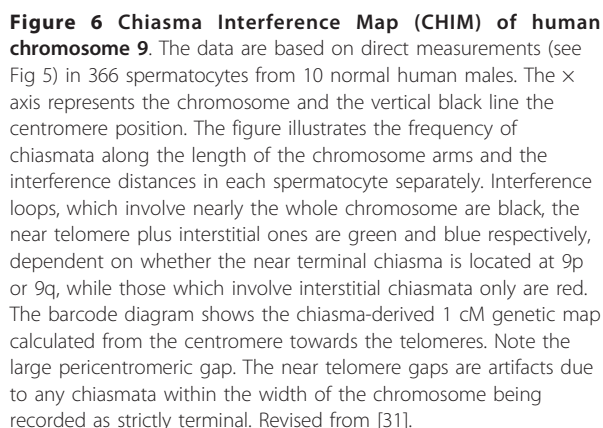 Figure 6 Chiasma Interference Map (CHIM) of human
chromosome 9. The data are based on direct measurements (see
Fig 5) in 366 spermatocytes from 10 normal human males. The ×
axis represents the chromosome and the vertical black line the
centromere position. The figure illustrates the frequency of
chiasmata along the length of the chromosome arms and the
interference distances in each spermatocyte separately. Interference
loops, which involve nearly the whole chromosome are black, the
near telomere plus interstitial ones are green and blue respectively,
dependent on whether the near terminal chiasma is located at 9p
or 9q, while those which involve interstitial chiasmata only are red.
The barcode diagram shows the chiasma-derived 1 cM genetic map
calculated from the centromere towards the telomeres. Note the
large pericentromeric gap. The near telomere gaps are artifacts due
to any chiasmata within the width of the chromosome being
recorded as strictly terminal. Revised from [31].